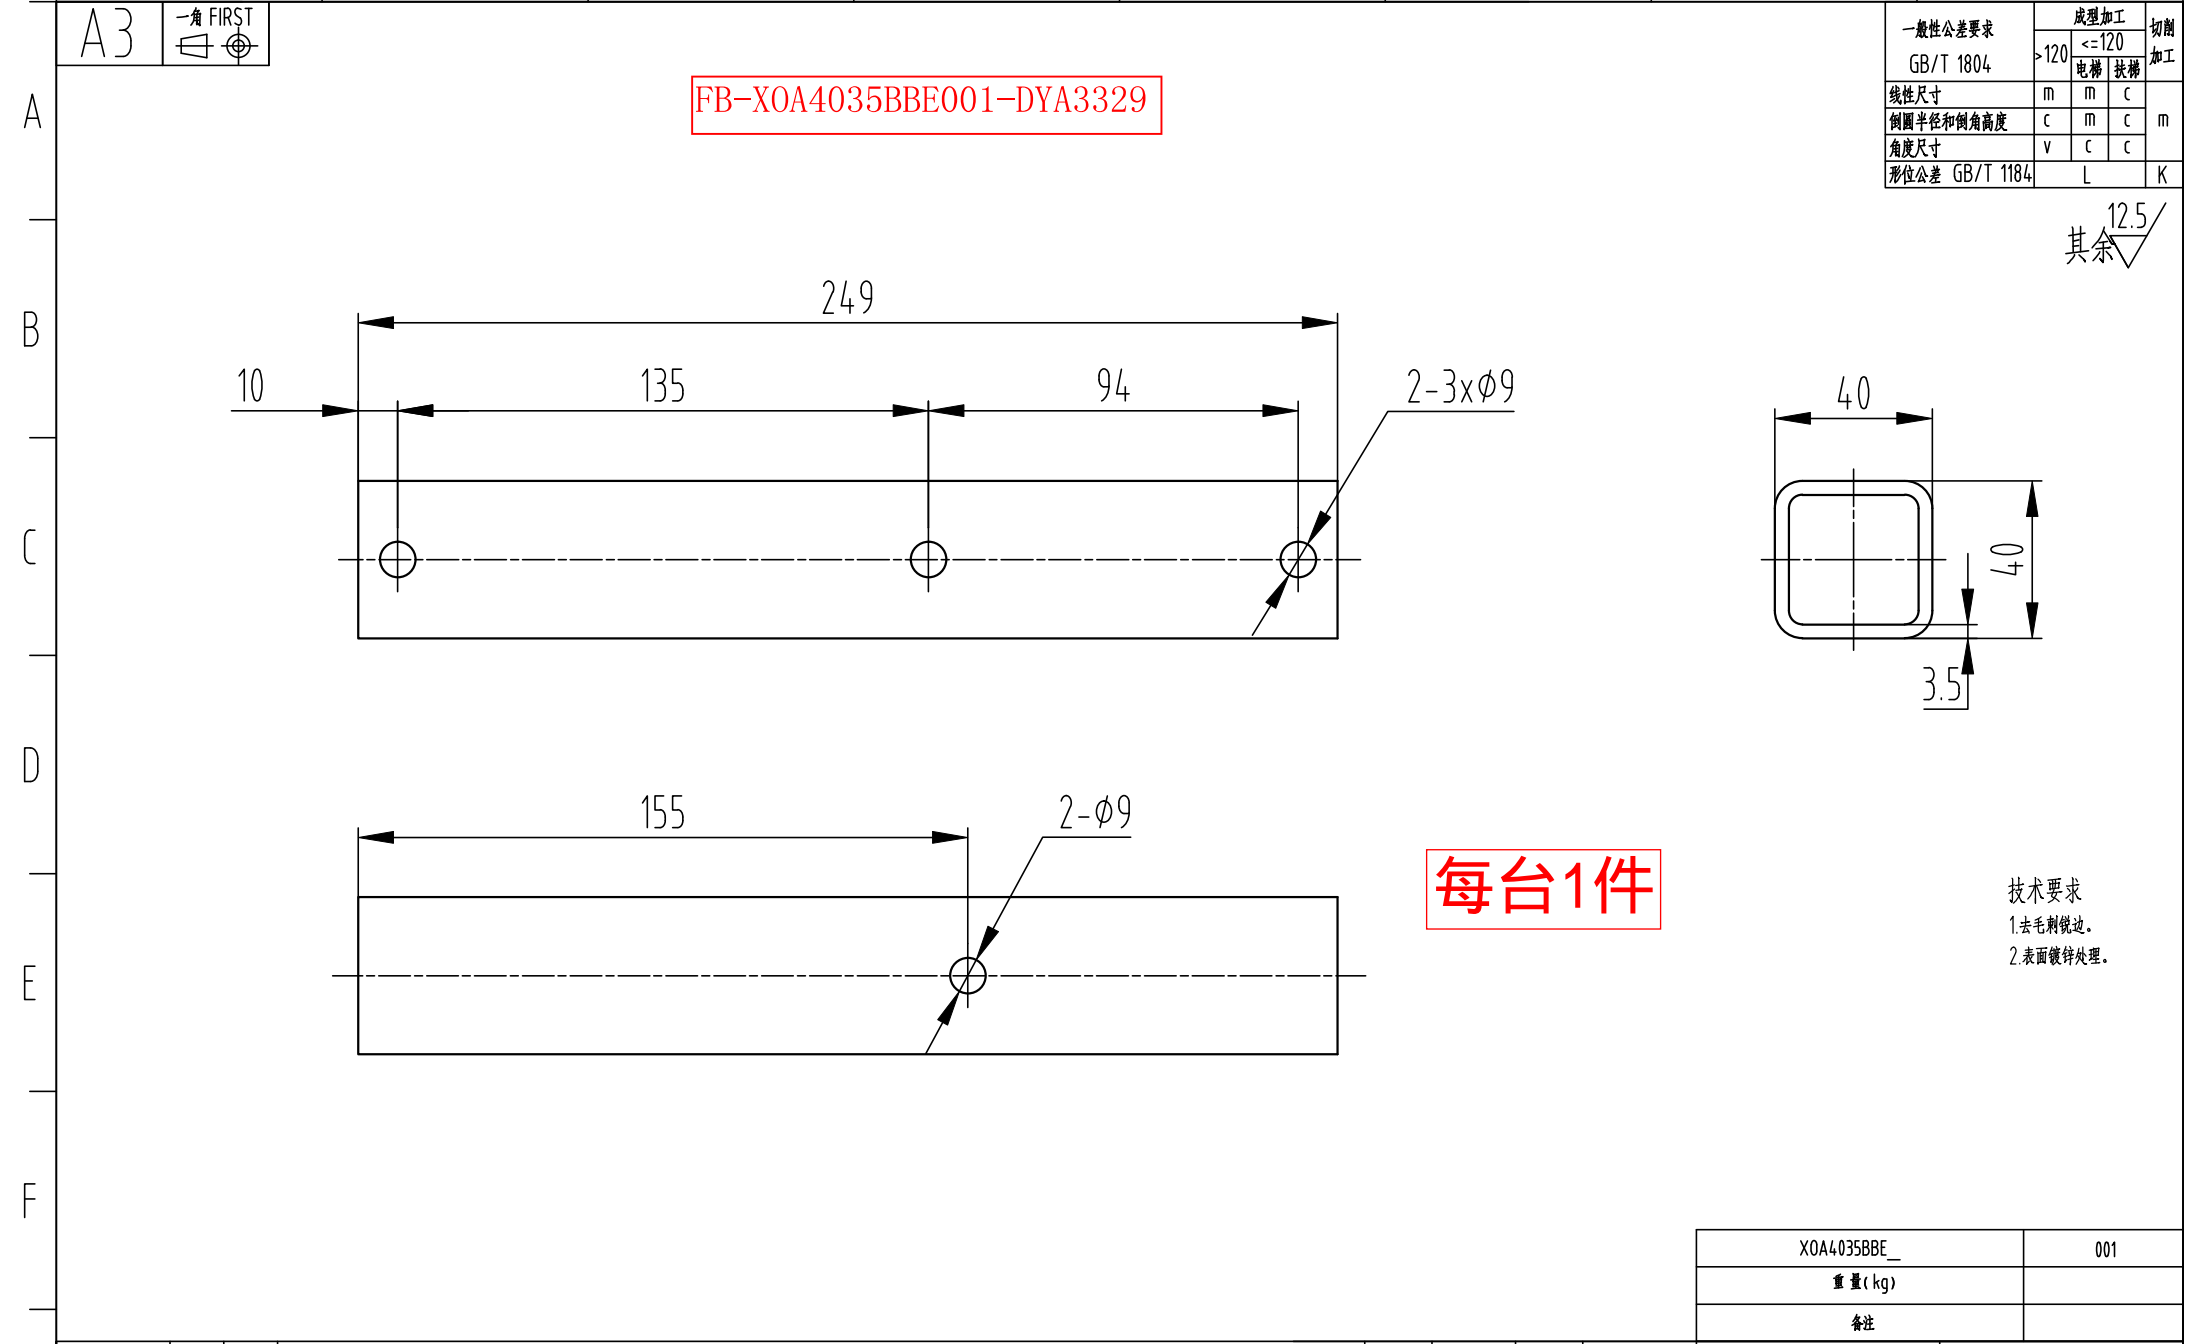 A3
一角 FIRST
FB-XOA4035BBE001-DYA3329
一般性公差要求
GB/T 1804
成型加工
切削
加工
>120
<=120
电梯 扶梯
线性尺寸 m m c
倒圆半径和倒角高度 c m c m
角度尺寸 v c c
形位公差 GB/T 1184 L K
其余 12.5
A
B
C
D
E
F
249
10
135
94
2-3xΦ9
40
40
3.5
155
2-Φ9
每台1件
技术要求
1.去毛刺锐边。
2.表面镀锌处理。
XOA4035BBE__ 001
重量(kg)
备注